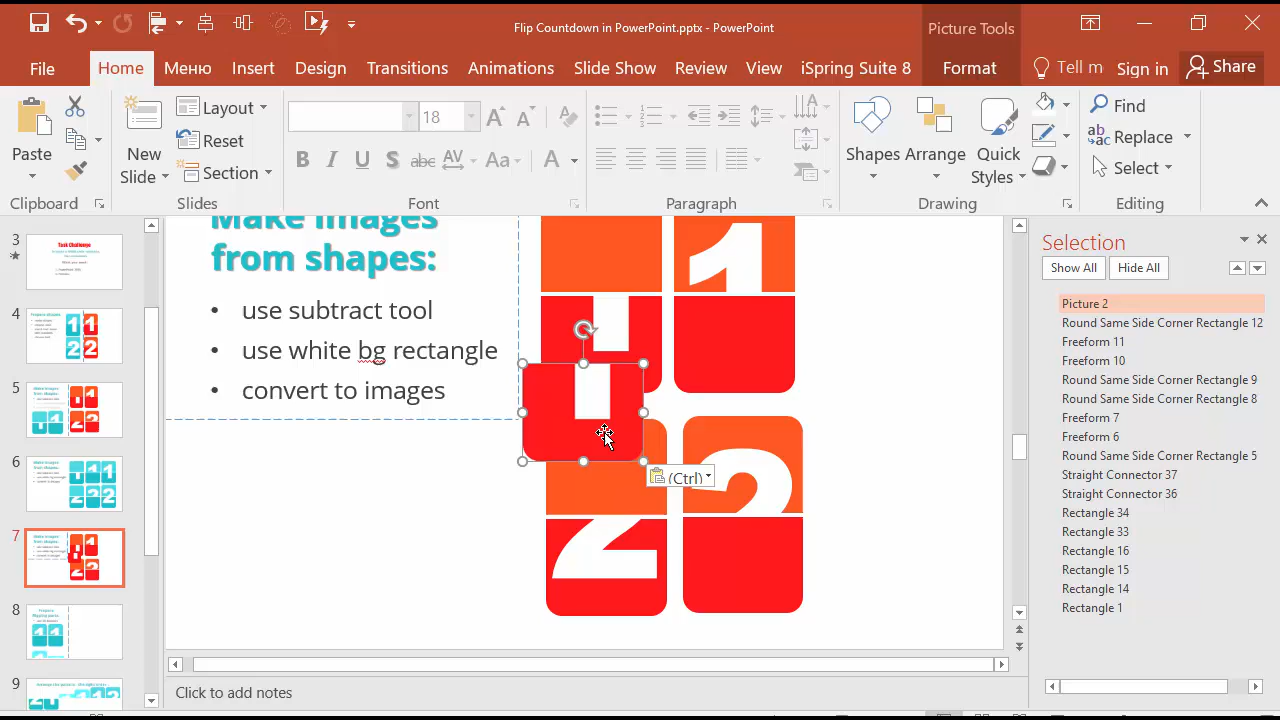 Flip Countdown in PowerPoint.pptx - PowerPoint
Picture Tools
File
Home
Меню
Insert
Design
Transitions
Animations
Slide Show
Review
View
iSpring Suite 8
Format
Tell m
Sign in
Share
Paste
New
Slide
Layout
Reset
Section
18
B I U S abc AV Aa A
Shapes
Arrange
Quick
Styles
Find
Replace
Select
Clipboard
Slides
Font
Paragraph
Drawing
Editing
3
4
5
6
7
8
9
Task Challenge
Make images
from shapes:
• use subtract tool
• use white bg rectangle
• convert to images
1
2
(Ctrl)
Selection
Show All
Hide All
Picture 2
Round Same Side Corner Rectangle 12
Freeform 11
Freeform 10
Round Same Side Corner Rectangle 9
Round Same Side Corner Rectangle 8
Freeform 7
Freeform 6
Round Same Side Corner Rectangle 5
Straight Connector 37
Straight Connector 36
Rectangle 34
Rectangle 33
Rectangle 16
Rectangle 15
Rectangle 14
Rectangle 1
Click to add notes